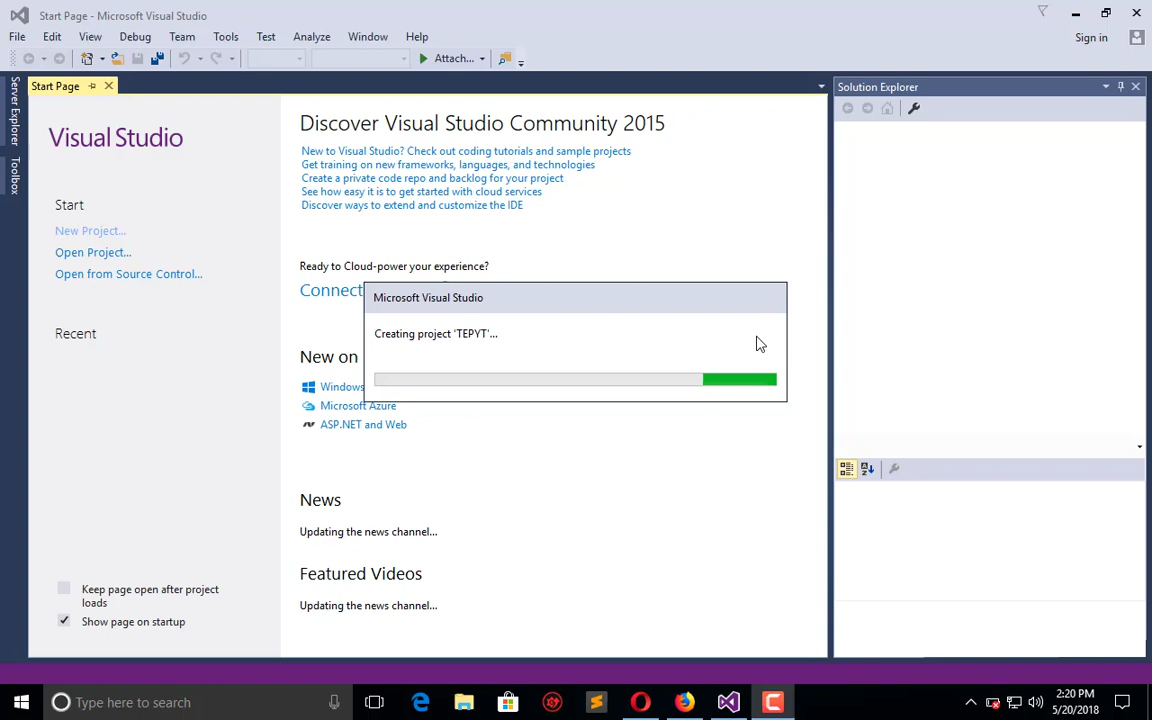 Start Page - Microsoft Visual Studio
File Edit View Debug Team Tools Test Analyze Window Help
Sign in
Attach...
Server Explorer
Toolbox
Start Page
Visual Studio
Start
New Project...
Open Project...
Open from Source Control...
Recent
Keep page open after project
loads
Show page on startup
Discover Visual Studio Community 2015
New to Visual Studio? Check out coding tutorials and sample projects
Get training on new frameworks, languages, and technologies
Create a private code repo and backlog for your project
See how easy it is to get started with cloud services
Discover ways to extend and customize the IDE
Ready to Cloud-power your experience?
Connect
Microsoft Visual Studio
Creating project 'TEPYT'...
New on
Windows
Microsoft Azure
ASP.NET and Web
News
Updating the news channel...
Featured Videos
Updating the news channel...
Solution Explorer
Type here to search
2:20 PM
5/20/2018